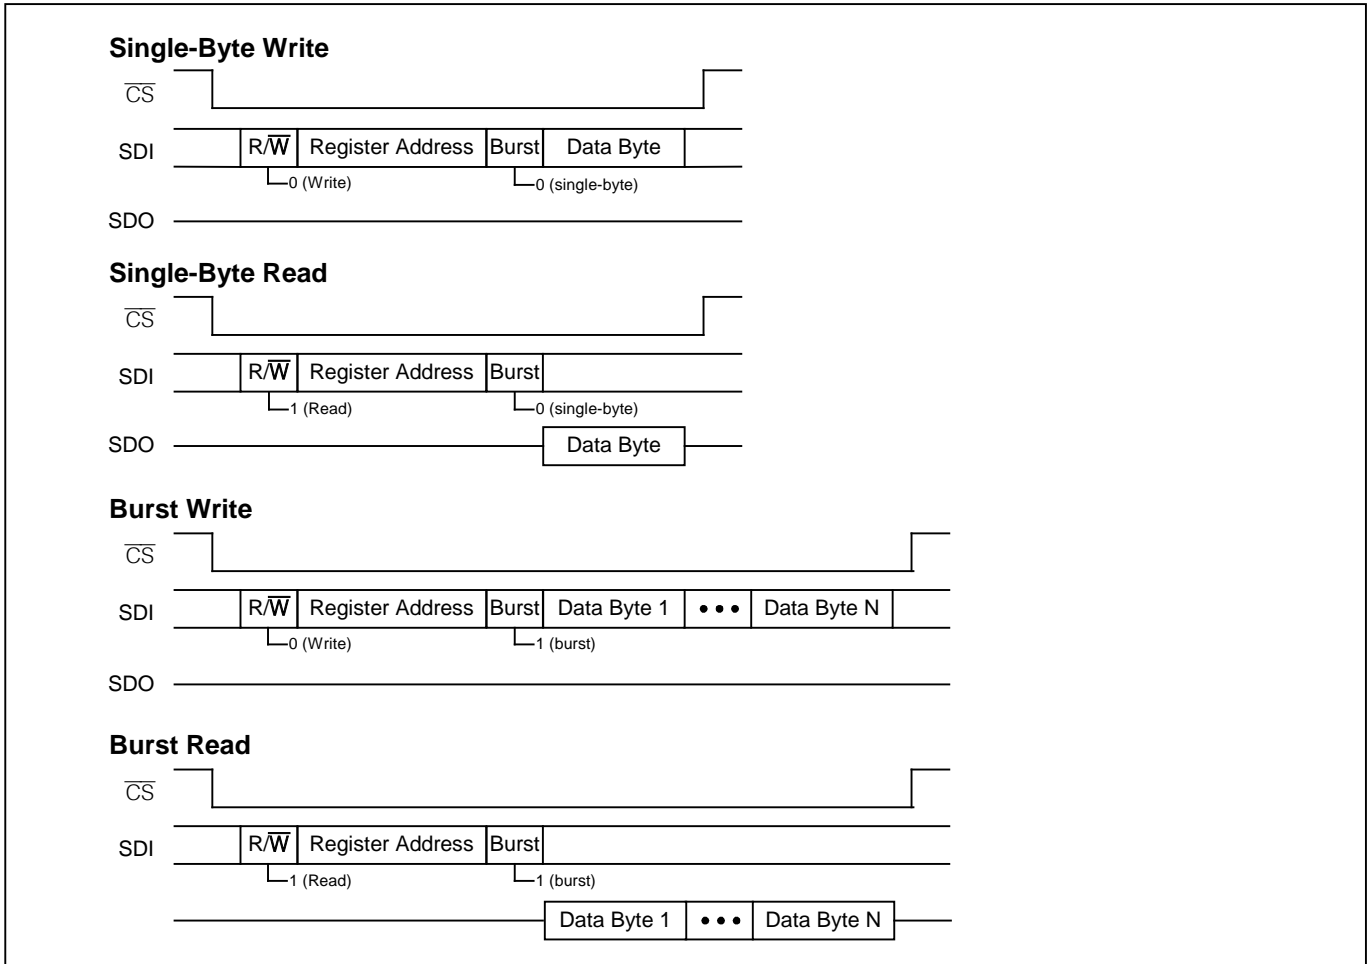 Single-Byte Write
CS
SDI R/W Register Address Burst Data Byte
0 (Write) 0 (single-byte)
SDO
Single-Byte Read
CS
SDI R/W Register Address Burst
1 (Read) 0 (single-byte)
SDO Data Byte
Burst Write
CS
SDI R/W Register Address Burst Data Byte 1 • • • Data Byte N
0 (Write) 1 (burst)
SDO
Burst Read
CS
SDI R/W Register Address Burst
1 (Read) 1 (burst)
Data Byte 1 • • • Data Byte N